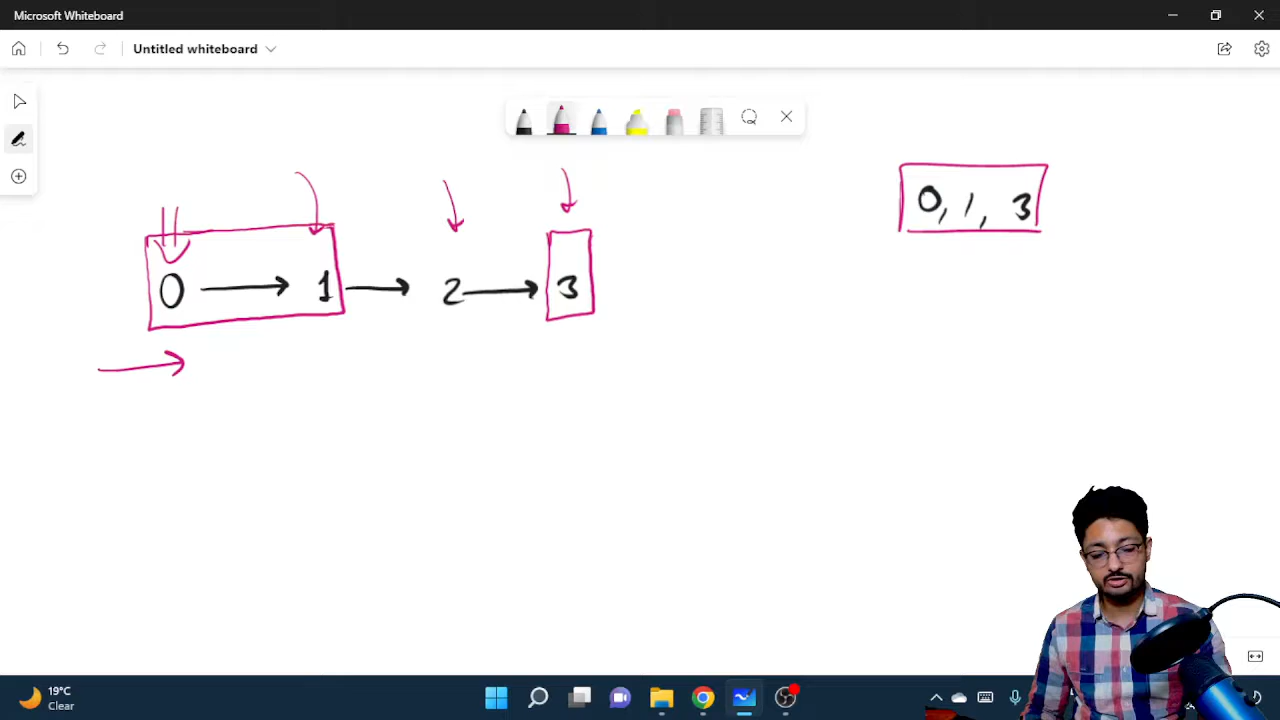 Microsoft Whiteboard
Untitled whiteboard
0, 1, 3
0 → 1 → 2 → 3
19°C
Clear